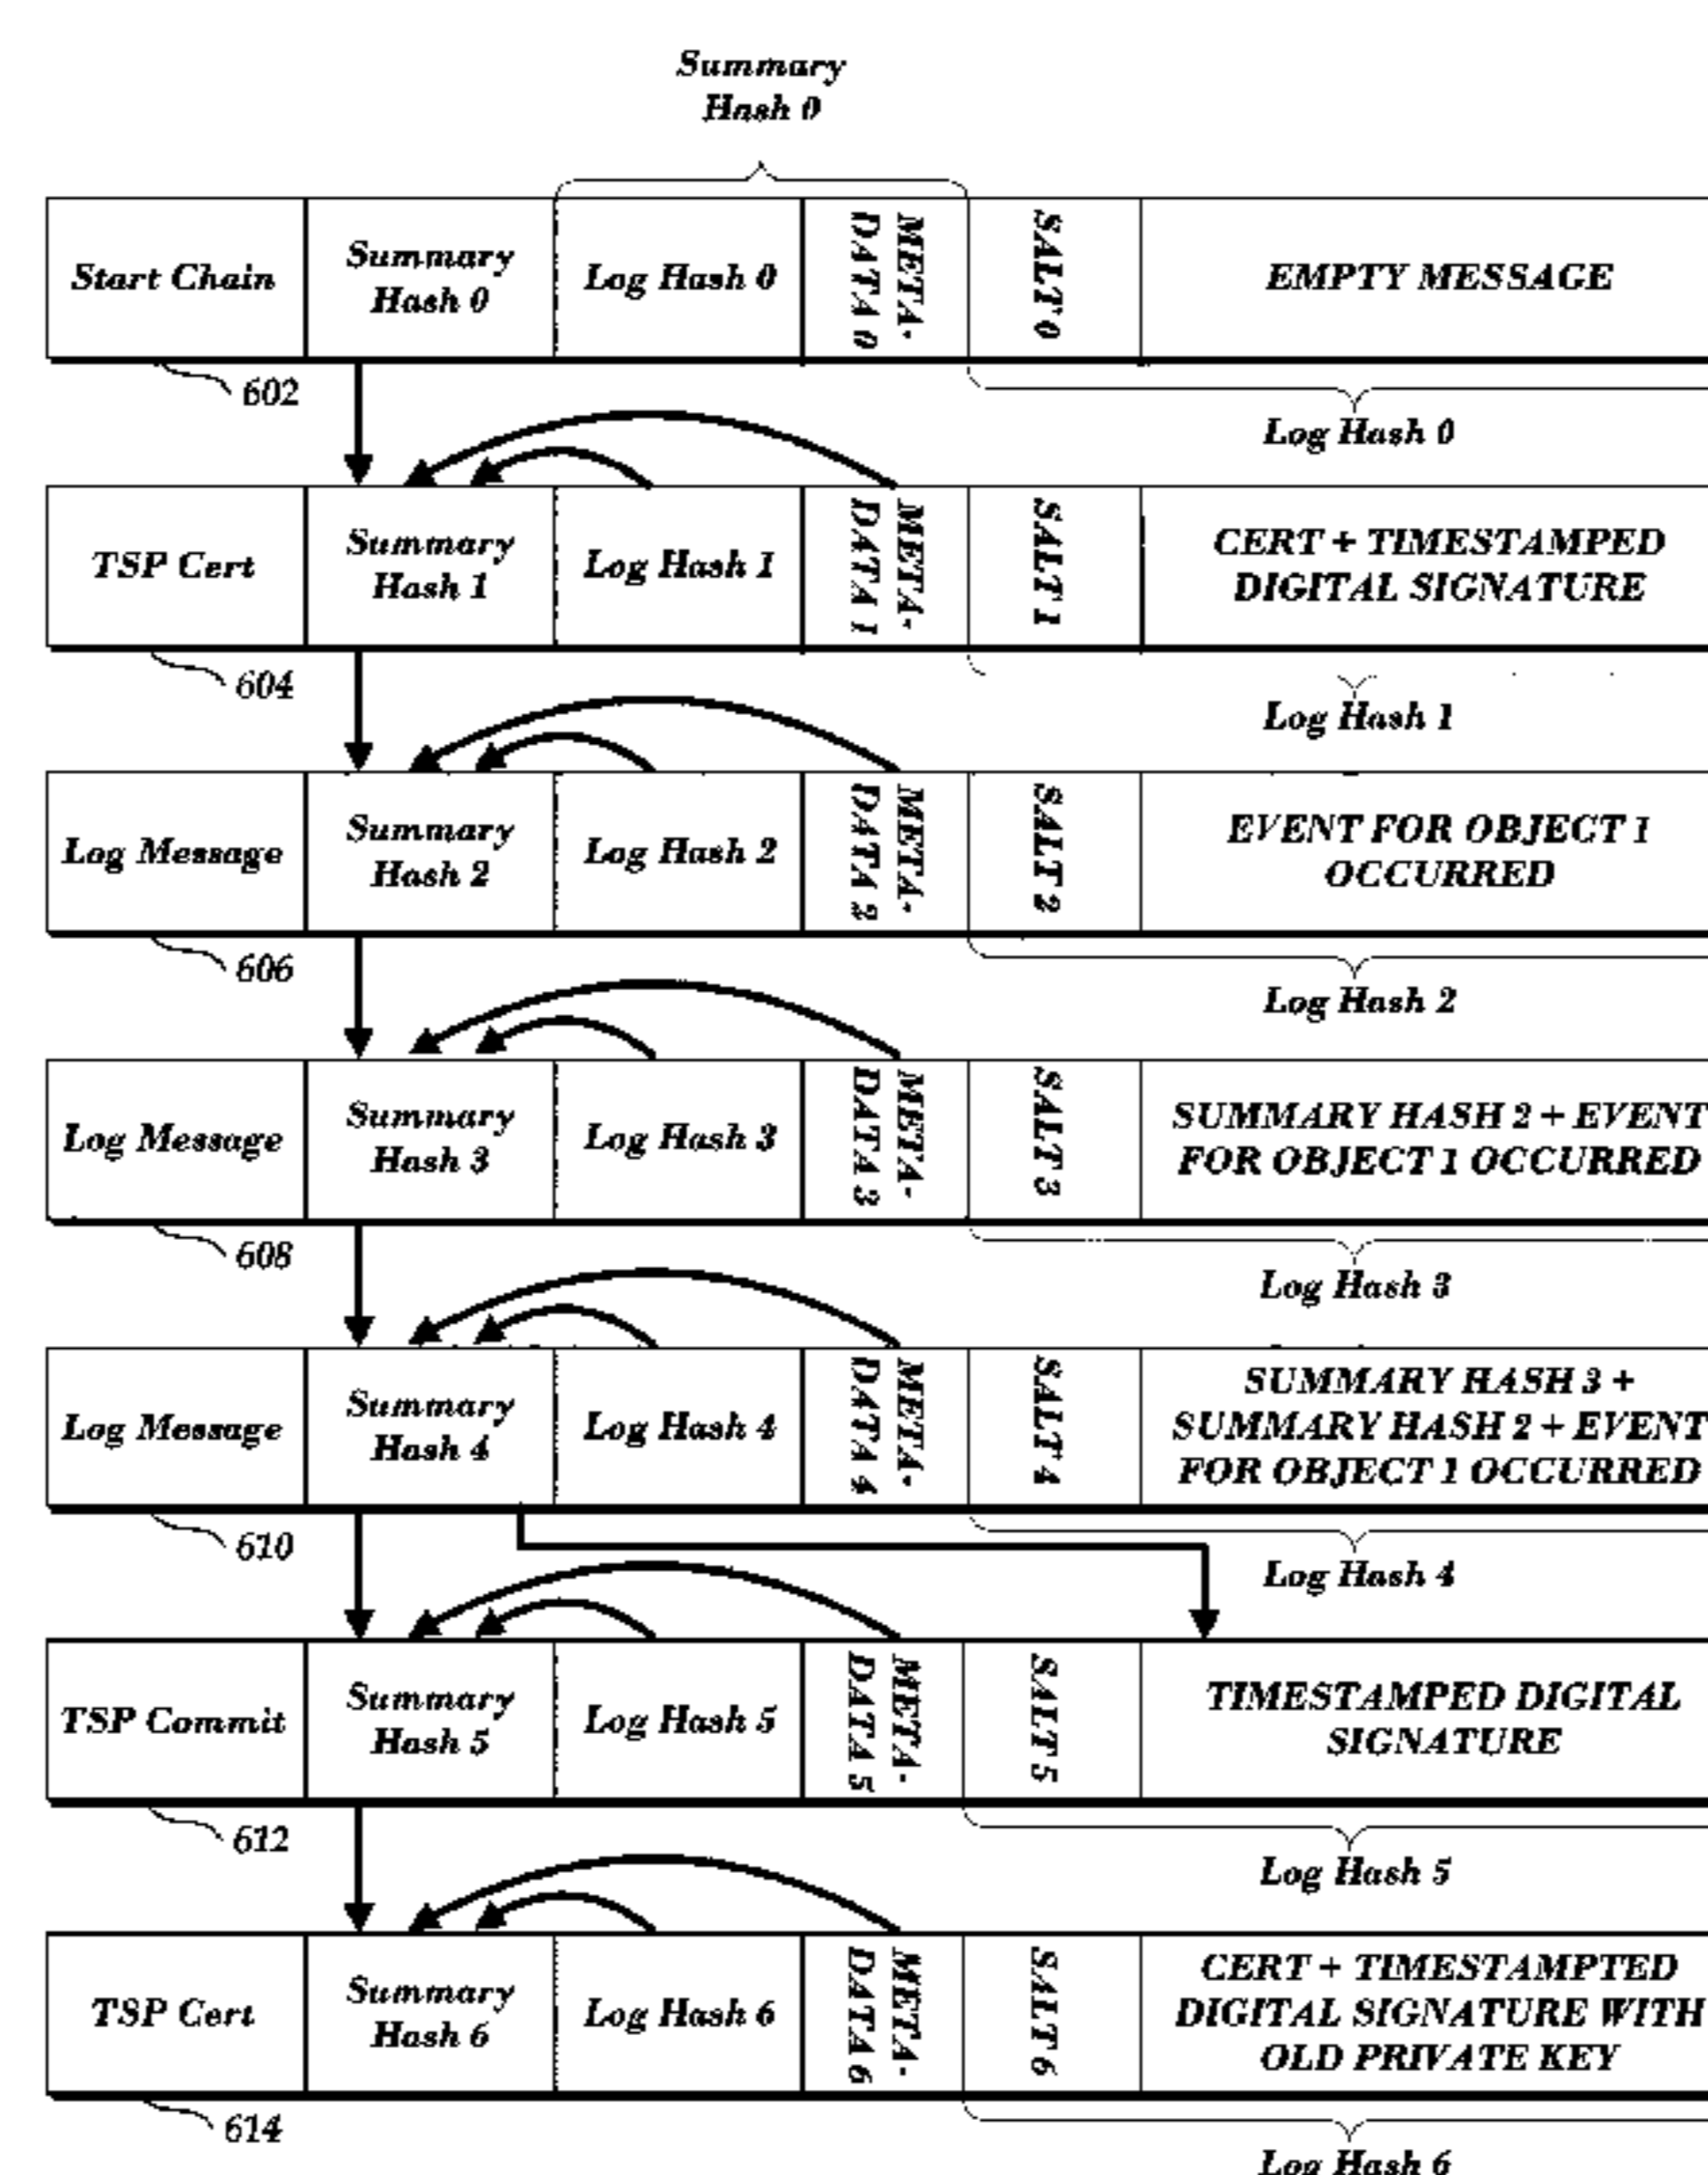 Summary
Hash 0
Start Chain
Summary
Hash 0
Log Hash 0
META-
DATA 0
SALT 0
EMPTY MESSAGE
602
Log Hash 0
TSP Cert
Summary
Hash 1
Log Hash 1
META-
DATA 1
SALT 1
CERT + TIMESTAMPED
DIGITAL SIGNATURE
604
Log Hash 1
Log Message
Summary
Hash 2
Log Hash 2
META-
DATA 2
SALT 2
EVENT FOR OBJECT 1
OCCURRED
606
Log Hash 2
Log Message
Summary
Hash 3
Log Hash 3
META-
DATA 3
SALT 3
SUMMARY HASH 2 + EVENT
FOR OBJECT 1 OCCURRED
608
Log Hash 3
Log Message
Summary
Hash 4
Log Hash 4
META-
DATA 4
SALT 4
SUMMARY HASH 3 +
SUMMARY HASH 2 + EVENT
FOR OBJECT 1 OCCURRED
610
Log Hash 4
TSP Commit
Summary
Hash 5
Log Hash 5
META-
DATA 5
SALT 5
TIMESTAMPED DIGITAL
SIGNATURE
612
Log Hash 5
TSP Cert
Summary
Hash 6
Log Hash 6
META-
DATA 6
SALT 6
CERT + TIMESTAMPTED
DIGITAL SIGNATURE WITH
OLD PRIVATE KEY
614
Log Hash 6